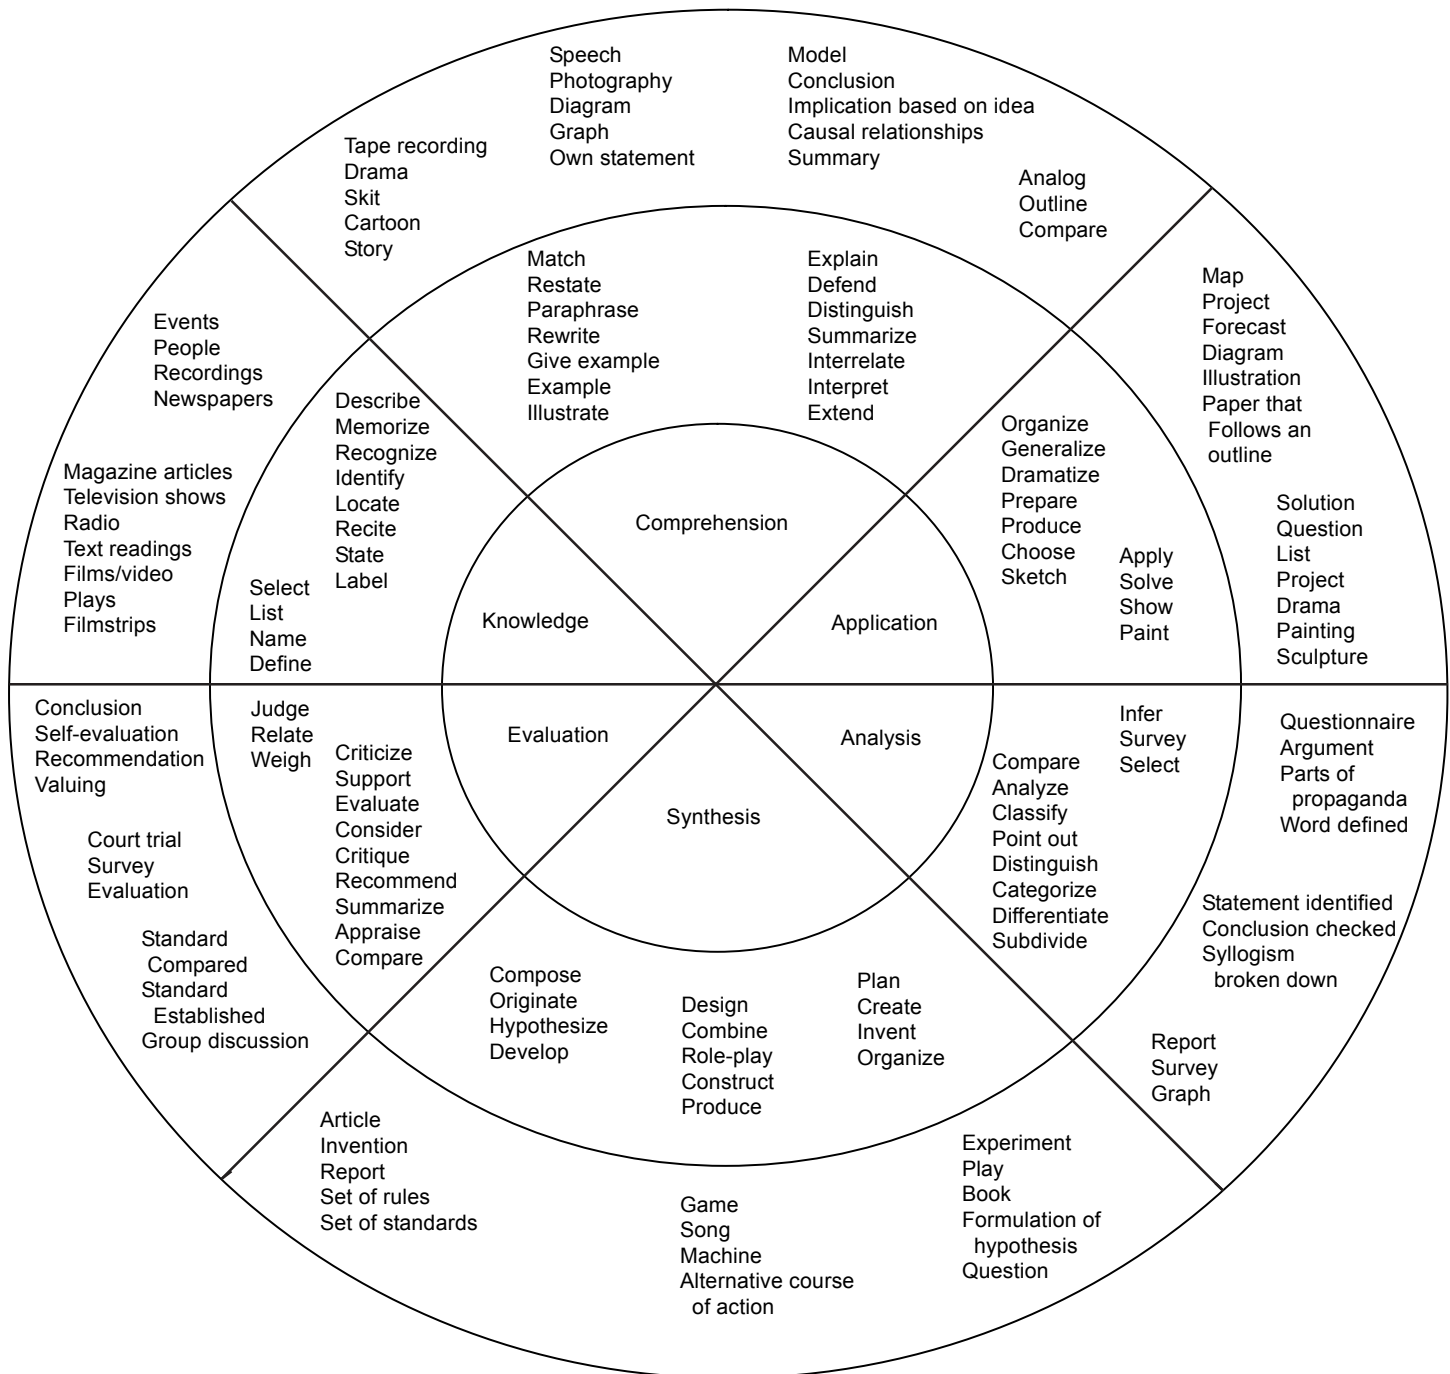 Speech
Photography
Diagram
Graph
Own statement
Model
Conclusion
Implication based on idea
Causal relationships
Summary
Tape recording
Drama
Skit
Cartoon
Story
Analog
Outline
Compare
Match
Restate
Paraphrase
Rewrite
Give example
Example
Illustrate
Explain
Defend
Distinguish
Summarize
Interrelate
Interpret
Extend
Map
Project
Forecast
Diagram
Illustration
Paper that
Follows an
outline
Events
People
Recordings
Newspapers
Describe
Memorize
Recognize
Identify
Locate
Recite
State
Label
Organize
Generalize
Dramatize
Prepare
Produce
Choose
Sketch
Magazine articles
Television shows
Radio
Text readings
Films/video
Plays
Filmstrips
Select
List
Name
Define
Comprehension
Knowledge
Application
Apply
Solve
Show
Paint
Solution
Question
List
Project
Drama
Painting
Sculpture
Conclusion
Self-evaluation
Recommendation
Valuing
Judge
Relate
Weigh
Criticize
Support
Evaluate
Consider
Critique
Recommend
Summarize
Appraise
Compare
Evaluation
Analysis
Synthesis
Infer
Survey
Select
Compare
Analyze
Classify
Point out
Distinguish
Categorize
Differentiate
Subdivide
Questionnaire
Argument
Parts of
propaganda
Word defined
Court trial
Survey
Evaluation
Standard
Compared
Standard
Established
Group discussion
Statement identified
Conclusion checked
Syllogism
broken down
Compose
Originate
Hypothesize
Develop
Design
Combine
Role-play
Construct
Produce
Plan
Create
Invent
Organize
Report
Survey
Graph
Article
Invention
Report
Set of rules
Set of standards
Game
Song
Machine
Alternative course
of action
Experiment
Play
Book
Formulation of
hypothesis
Question